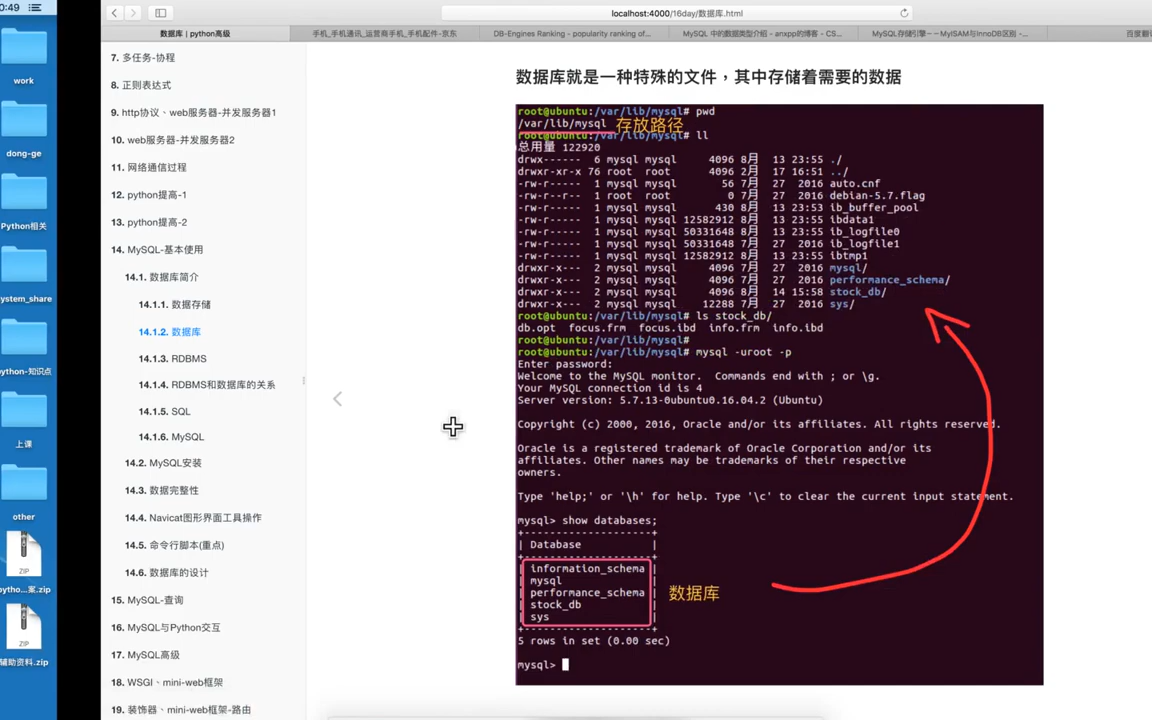 0:49
localhost:4000/16day/数据库.html
数据库 | python高级
手机_手机通讯_运营商手机_手机配件-京东
DB-Engines Ranking - popularity ranking of...
MySQL 中的数据类型介绍 - anxpp的博客 - CS...
MySQL存储引擎－－MyISAM与InnoDB区别 -...
百度翻
work
dong-ge
Python相关
ystem_share
ython-知识点
上课
other
pytho...案.zip
辅助资料.zip
7. 多任务-协程
8. 正则表达式
9. http协议、web服务器-并发服务器1
10. web服务器-并发服务器2
11. 网络通信过程
12. python提高-1
13. python提高-2
14. MySQL-基本使用
14.1. 数据库简介
14.1.1. 数据存储
14.1.2. 数据库
14.1.3. RDBMS
14.1.4. RDBMS和数据库的关系
14.1.5. SQL
14.1.6. MySQL
14.2. MySQL安装
14.3. 数据完整性
14.4. Navicat图形界面工具操作
14.5. 命令行脚本(重点)
14.6. 数据库的设计
15. MySQL-查询
16. MySQL与Python交互
17. MySQL高级
18. WSGI、mini-web框架
19. 装饰器、mini-web框架-路由
数据库就是一种特殊的文件，其中存储着需要的数据
root@ubuntu:/var/lib/mysql# pwd
/var/lib/mysql 存放路径
root@ubuntu:/var/lib/mysql# ll
总用量 122920
drwx------ 6 mysql mysql 4096 8月 13 23:55 ./
drwxr-xr-x 76 root root 4096 2月 17 16:51 ../
-rw-r----- 1 mysql mysql 56 7月 27 2016 auto.cnf
-rw-r--r-- 1 root root 0 7月 27 2016 debian-5.7.flag
-rw-r----- 1 mysql mysql 430 8月 13 23:53 ib_buffer_pool
-rw-r----- 1 mysql mysql 12582912 8月 13 23:55 ibdata1
-rw-r----- 1 mysql mysql 50331648 8月 13 23:55 ib_logfile0
-rw-r----- 1 mysql mysql 50331648 7月 27 2016 ib_logfile1
-rw-r----- 1 mysql mysql 12582912 8月 13 23:55 ibtmp1
drwxr-x--- 2 mysql mysql 4096 7月 27 2016 mysql/
drwxr-x--- 2 mysql mysql 4096 7月 27 2016 performance_schema/
drwxr-x--- 2 mysql mysql 4096 8月 14 15:58 stock_db/
drwxr-x--- 2 mysql mysql 12288 7月 27 2016 sys/
root@ubuntu:/var/lib/mysql# ls stock_db/
db.opt focus.frm focus.ibd info.frm info.ibd
root@ubuntu:/var/lib/mysql#
root@ubuntu:/var/lib/mysql# mysql -uroot -p
Enter password:
Welcome to the MySQL monitor. Commands end with ; or \g.
Your MySQL connection id is 4
Server version: 5.7.13-0ubuntu0.16.04.2 (Ubuntu)
Copyright (c) 2000, 2016, Oracle and/or its affiliates. All rights reserved.
Oracle is a registered trademark of Oracle Corporation and/or its
affiliates. Other names may be trademarks of their respective
owners.
Type 'help;' or '\h' for help. Type '\c' to clear the current input statement.
mysql> show databases;
+--------------------+
| Database |
+--------------------+
| information_schema |
| mysql |
| performance_schema | 数据库
| stock_db |
| sys |
+--------------------+
5 rows in set (0.00 sec)
mysql>